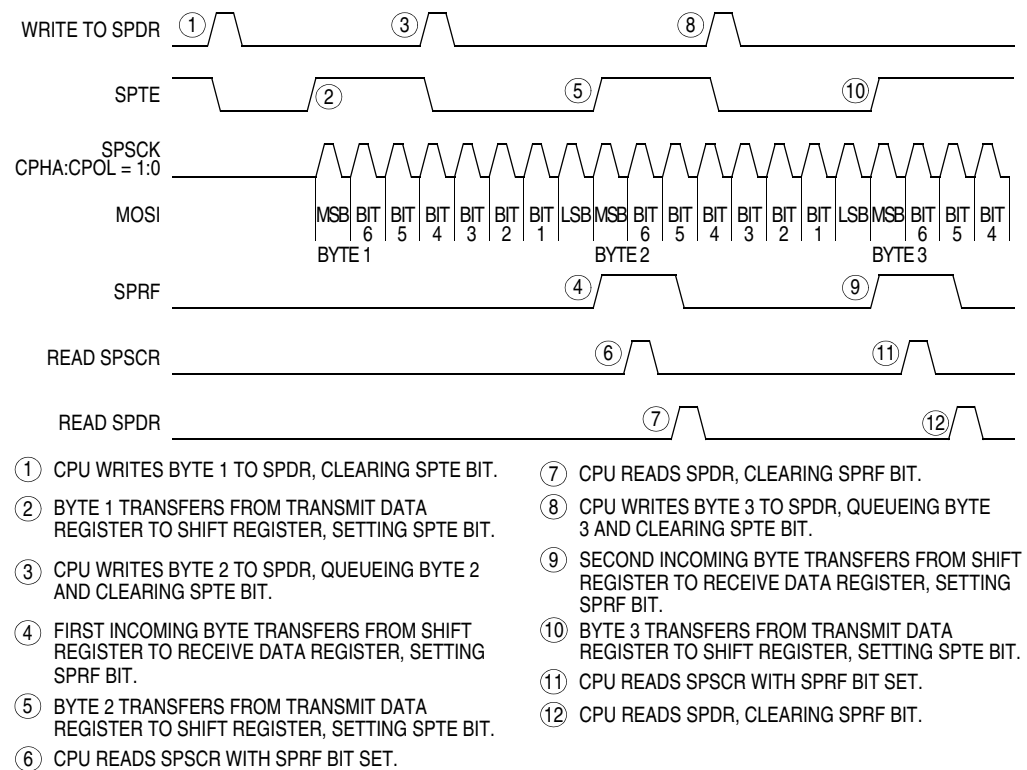 WRITE TO SPDR
1
3
8
SPTE
2
5
10
SPSCK
CPHA:CPOL = 1:0
MOSI
MSB BIT 6 BIT 5 BIT 4 BIT 3 BIT 2 BIT 1 LSB MSB BIT 6 BIT 5 BIT 4 BIT 3 BIT 2 BIT 1 LSB MSB BIT 6 BIT 5 BIT 4
BYTE 1 BYTE 2 BYTE 3
SPRF
4
9
READ SPSCR
6
11
READ SPDR
7
12
1 CPU WRITES BYTE 1 TO SPDR, CLEARING SPTE BIT.
2 BYTE 1 TRANSFERS FROM TRANSMIT DATA
REGISTER TO SHIFT REGISTER, SETTING SPTE BIT.
3 CPU WRITES BYTE 2 TO SPDR, QUEUEING BYTE 2
AND CLEARING SPTE BIT.
4 FIRST INCOMING BYTE TRANSFERS FROM SHIFT
REGISTER TO RECEIVE DATA REGISTER, SETTING
SPRF BIT.
5 BYTE 2 TRANSFERS FROM TRANSMIT DATA
REGISTER TO SHIFT REGISTER, SETTING SPTE BIT.
6 CPU READS SPSCR WITH SPRF BIT SET.
7 CPU READS SPDR, CLEARING SPRF BIT.
8 CPU WRITES BYTE 3 TO SPDR, QUEUEING BYTE
3 AND CLEARING SPTE BIT.
9 SECOND INCOMING BYTE TRANSFERS FROM SHIFT
REGISTER TO RECEIVE DATA REGISTER, SETTING
SPRF BIT.
10 BYTE 3 TRANSFERS FROM TRANSMIT DATA
REGISTER TO SHIFT REGISTER, SETTING SPTE BIT.
11 CPU READS SPSCR WITH SPRF BIT SET.
12 CPU READS SPDR, CLEARING SPRF BIT.